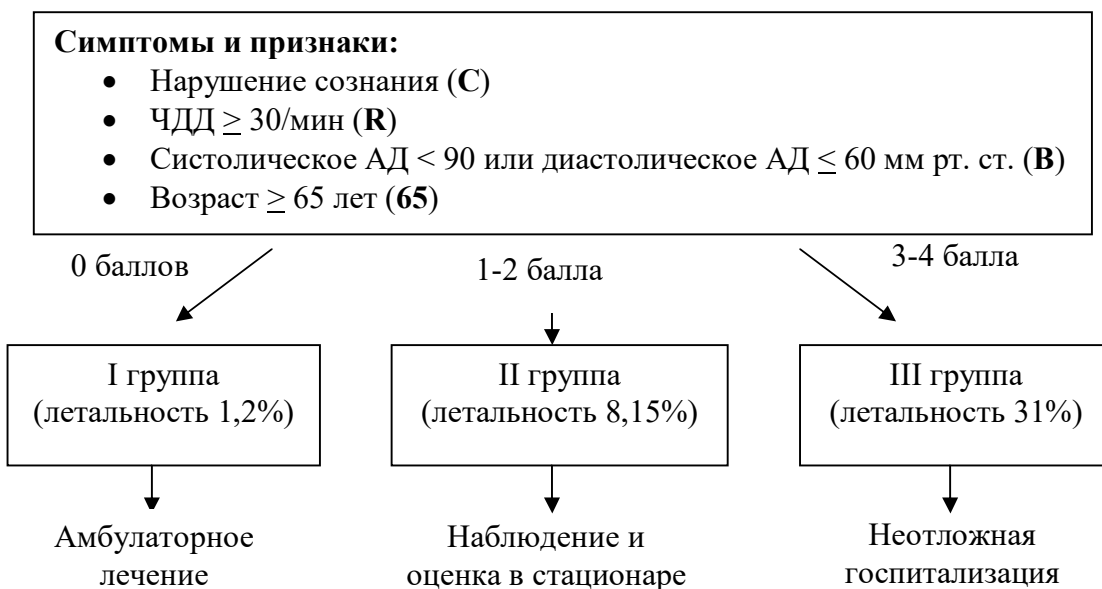 Симптомы и признаки:
• Нарушение сознания (C)
• ЧДД ≥ 30/мин (R)
• Систолическое АД < 90 или диастолическое АД ≤ 60 мм рт. ст. (B)
• Возраст ≥ 65 лет (65)
0 баллов
1-2 балла
3-4 балла
I группа
(летальность 1,2%)
II группа
(летальность 8,15%)
III группа
(летальность 31%)
Амбулаторное
лечение
Наблюдение и
оценка в стационаре
Неотложная
госпитализация